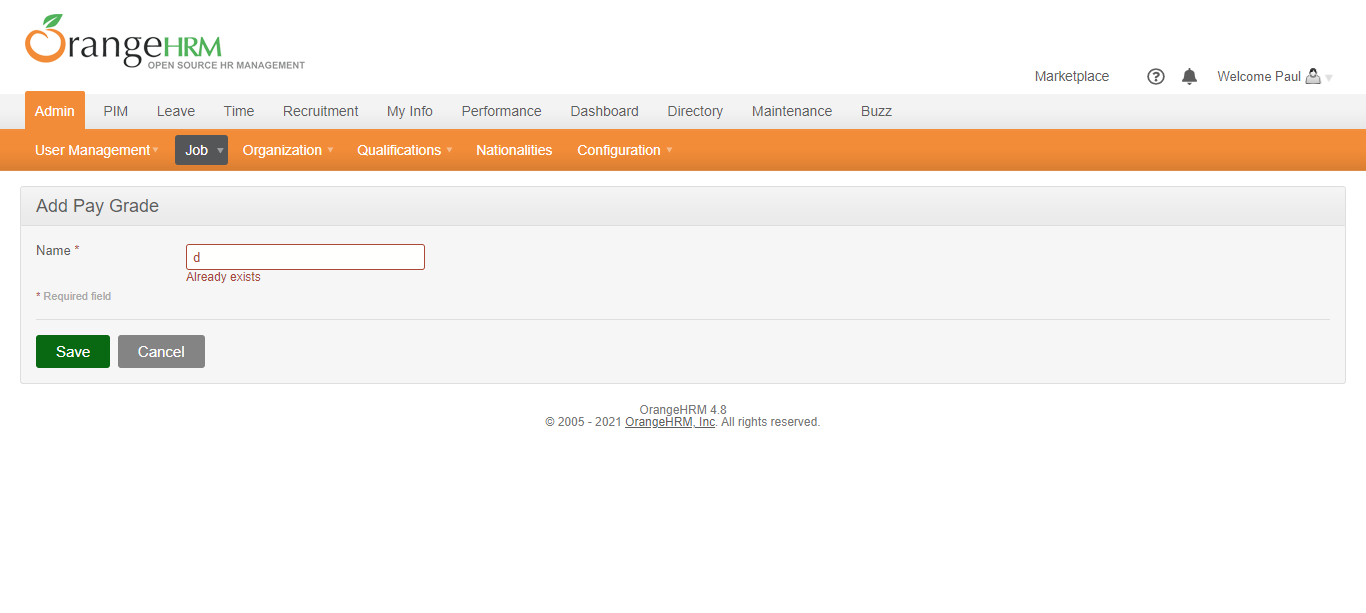 OrangeHRM
OPEN SOURCE HR MANAGEMENT
Marketplace ? Welcome Paul
Admin PIM Leave Time Recruitment My Info Performance Dashboard Directory Maintenance Buzz
User Management Job Organization Qualifications Nationalities Configuration
Add Pay Grade
Name * d
Already exists
* Required field
Save Cancel
OrangeHRM 4.8
© 2005 - 2021 OrangeHRM, Inc. All rights reserved.